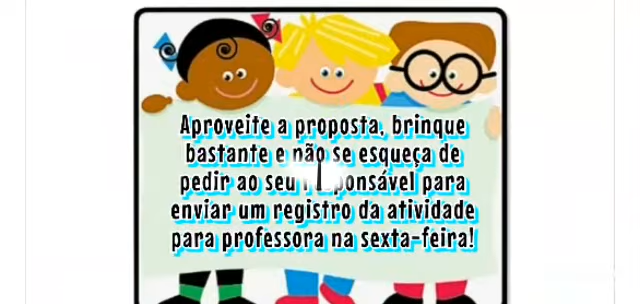 Aproveite a proposta, brinque
bastante e não se esqueça de
pedir ao seu responsável para
enviar um registro da atividade
para professora na sexta-feira!